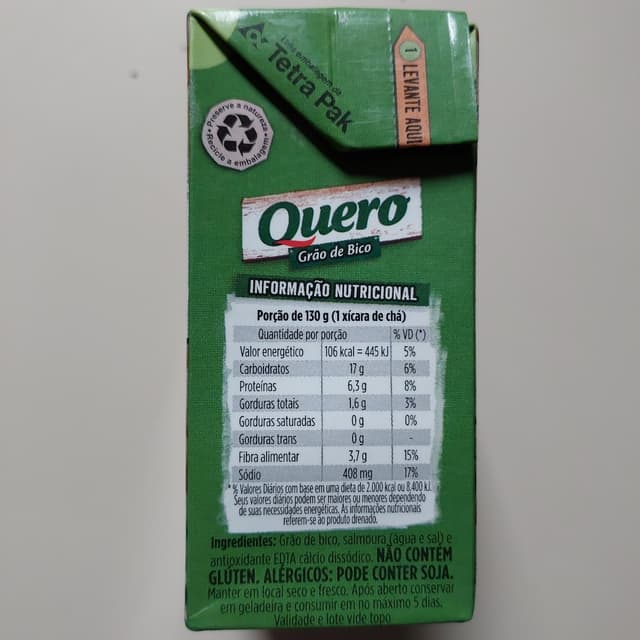 Esta embalagem é
Tetra Pak
1 LEVANTE AQUI
• Preserve a natureza •
Recicle a embalagem
Quero
Grão de Bico
INFORMAÇÃO NUTRICIONAL
Porção de 130 g (1 xícara de chá)
Quantidade por porção % VD (*)
Valor energético 106 kcal = 445 kJ 5%
Carboidratos 17 g 6%
Proteínas 6,3 g 8%
Gorduras totais 1,6 g 3%
Gorduras saturadas 0 g 0%
Gorduras trans 0 g -
Fibra alimentar 3,7 g 15%
Sódio 408 mg 17%
*% Valores Diários com base em uma dieta de 2.000 kcal ou 8.400 kJ.
Seus valores diários podem ser maiores ou menores dependendo
de suas necessidades energéticas. As informações nutricionais
referem-se ao produto drenado.
Ingredientes: Grão de bico, salmoura (água e sal) e
antioxidante EDTA cálcio dissódico. NÃO CONTÉM
GLÚTEN. ALÉRGICOS: PODE CONTER SOJA.
Manter em local seco e fresco. Após aberto conservar
em geladeira e consumir em no máximo 5 dias.
Validade e lote vide topo.